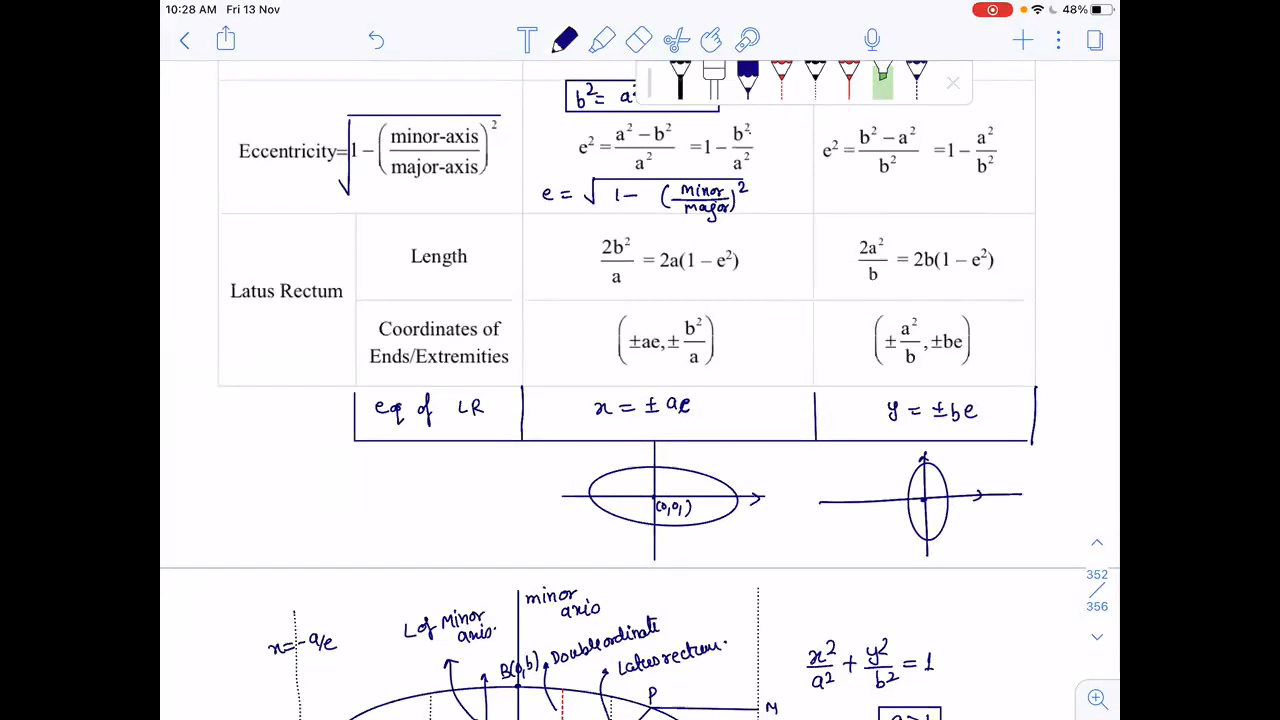 10:28 AM Fri 13 Nov
48%
b² = a²
Eccentricity=√1 − (minor-axis/major-axis)²
e² = (a² − b²)/a² =1 − b²/a²
e² = (b² − a²)/b² =1 − a²/b²
e = √1 − (Minor/Major)²
Latus Rectum
Length
2b²/a = 2a(1 − e²)
2a²/b = 2b(1 − e²)
Coordinates of
Ends/Extremities
(±ae, ± b²/a)
(± a²/b, ±be)
eq of LR
x = ± ae
y = ±be
(0,0,)
352
/
356
minor
axis
L of Minor
axis.
x = -a/e
B(0,b)
Double ordinate
Latus rectum.
P
M
x²/a² + y²/b² = 1